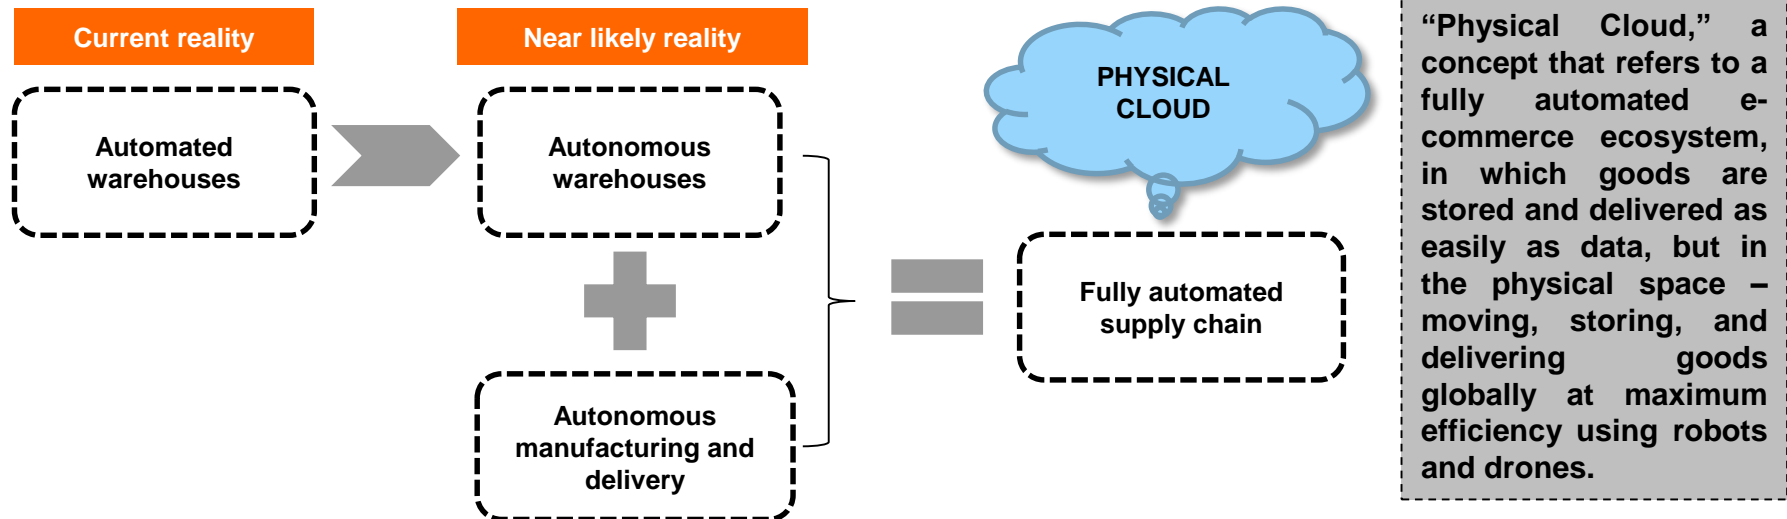 Current reality
Near likely reality
Automated
warehouses
Autonomous
warehouses
Autonomous
manufacturing and
delivery
PHYSICAL
CLOUD
Fully automated
supply chain
“Physical Cloud,” a
concept that refers to a
fully automated e-
commerce ecosystem,
in which goods are
stored and delivered as
easily as data, but in
the physical space –
moving, storing, and
delivering goods
globally at maximum
efficiency using robots
and drones.